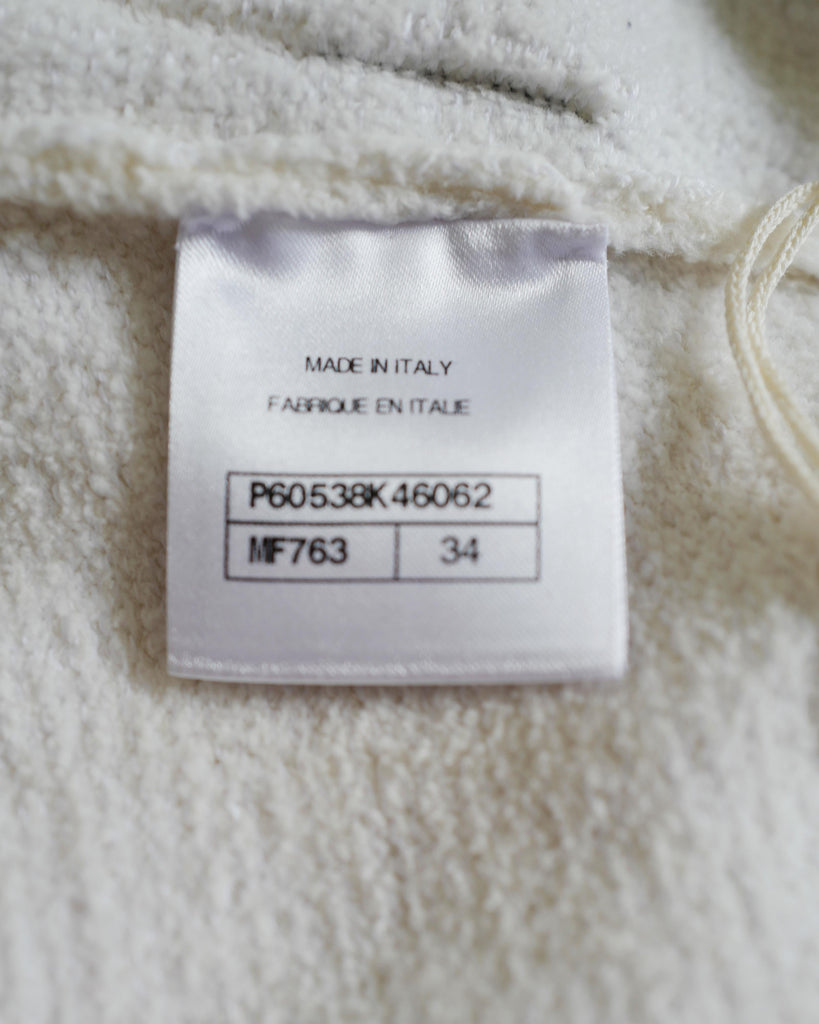 MADE IN ITALY
FABRIQUE EN ITALIE
P60538K46062
MF763 34